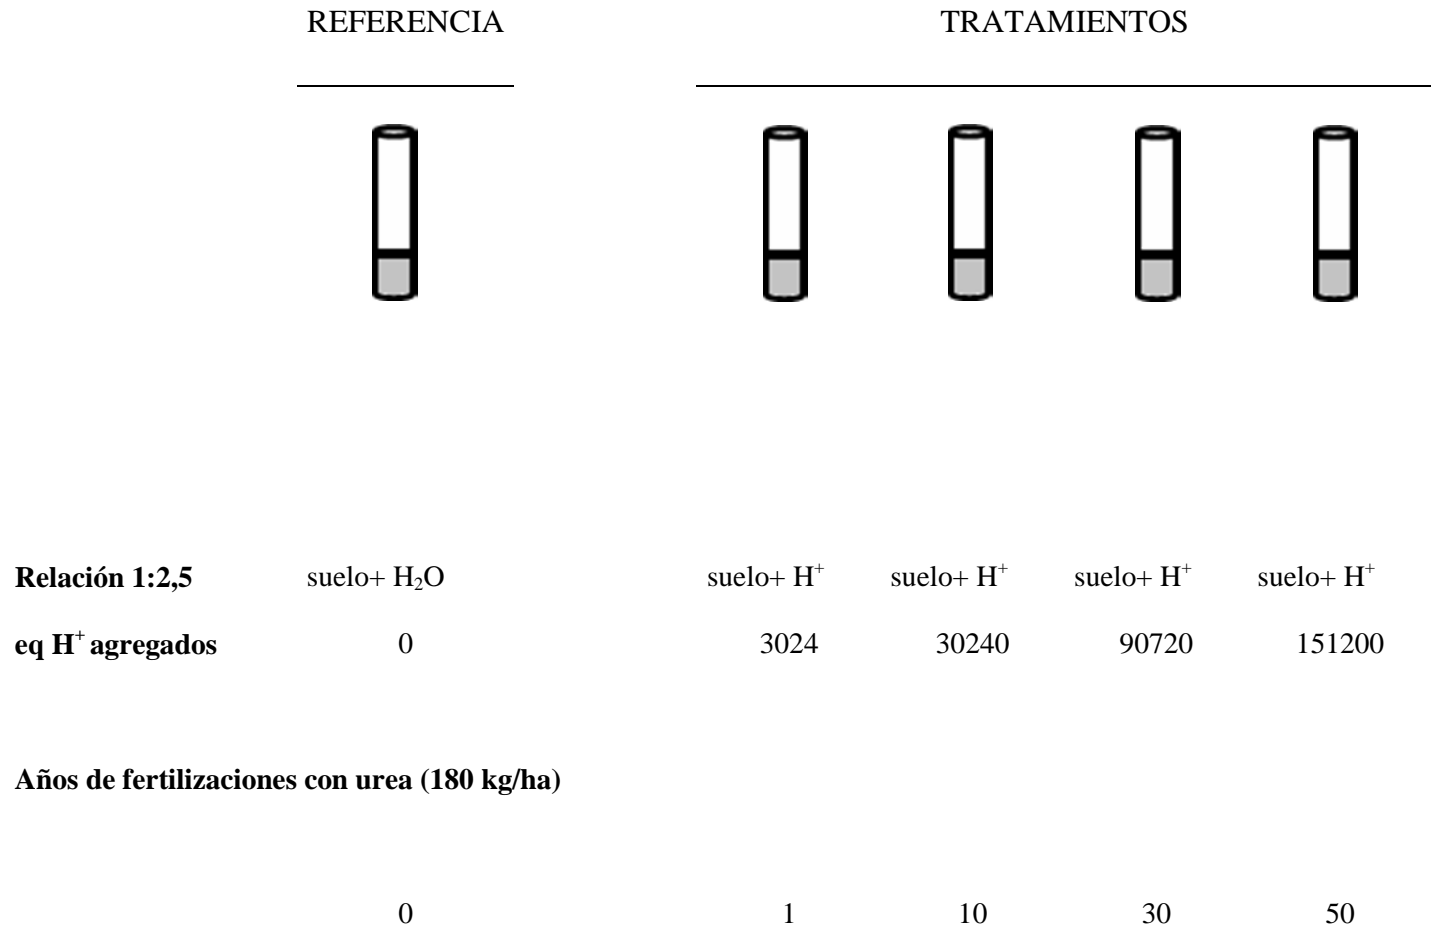 REFERENCIA TRATAMIENTOS
Relación 1:2,5 suelo+ H₂O suelo+ H⁺ suelo+ H⁺ suelo+ H⁺ suelo+ H⁺
eq H⁺ agregados 0 3024 30240 90720 151200
Años de fertilizaciones con urea (180 kg/ha)
0 1 10 30 50